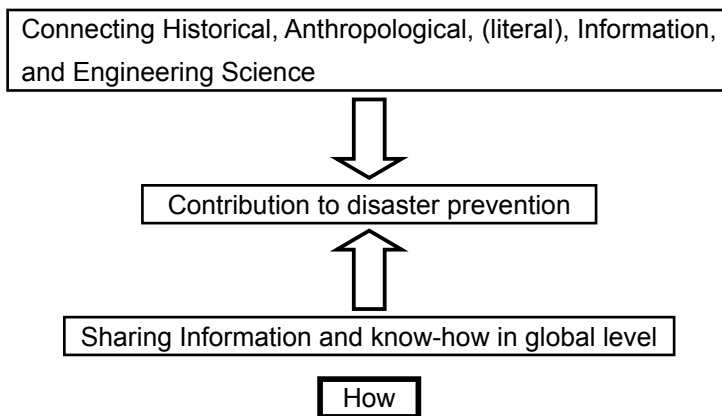 Connecting Historical, Anthropological, (literal), Information,
and Engineering Science
Contribution to disaster prevention
Sharing Information and know-how in global level
How